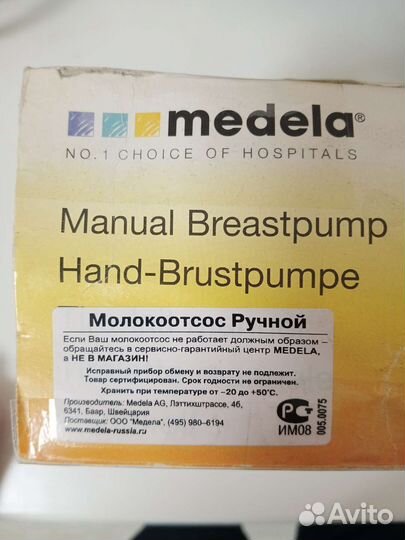 medela®
NO.1 CHOICE OF HOSPITALS
Manual Breastpump
Hand-Brustpumpe
Молокоотсос Ручной
Если Ваш молокоотсос не работает должным образом –
обращайтесь в сервисно-гарантийный центр MEDELA,
а НЕ В МАГАЗИН!
Исправный прибор обмену и возврату не подлежит.
Товар сертифицирован. Срок годности не ограничен.
Хранить при температуре от −20 до +50°С.
Производитель: Medela AG, Лэттихштрассе, 4б,
6341, Баар, Швейцария
Поставщик: ООО "Медела", (495) 980–6194
www.medela-russia.ru
РСТ
ИМ08
005.0075
Avito